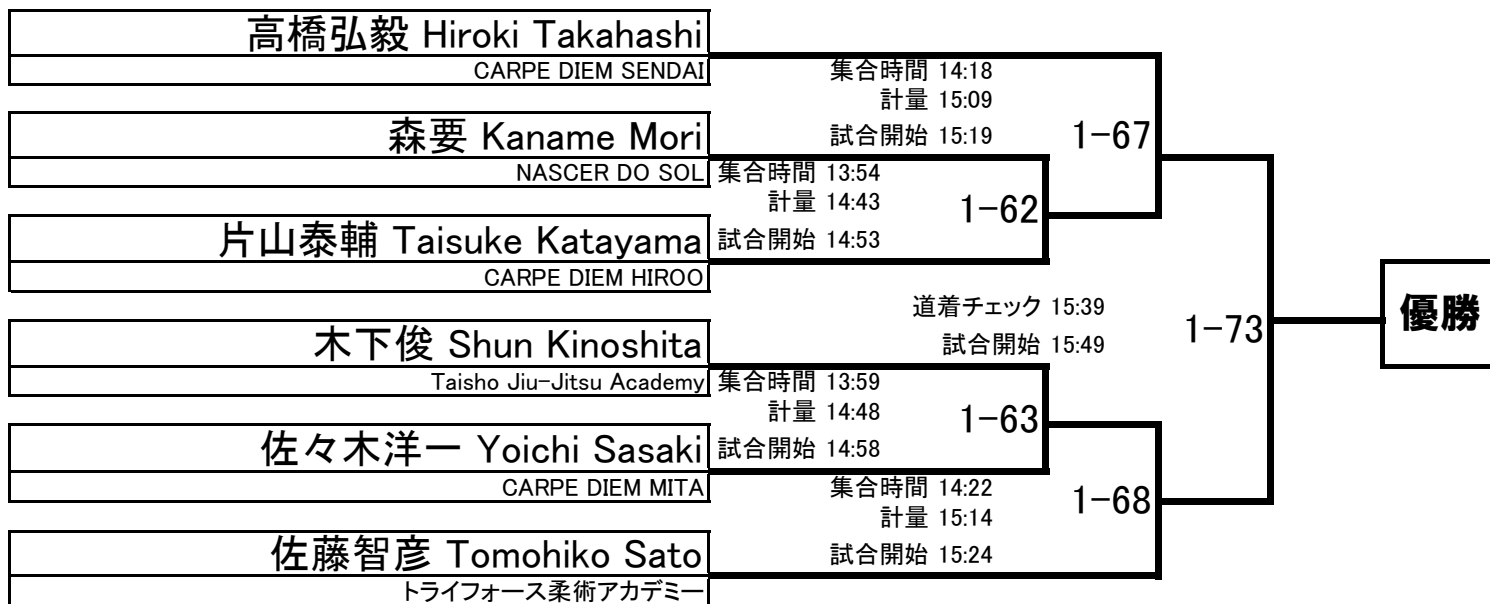 高橋弘毅 Hiroki Takahashi
CARPE DIEM SENDAI
集合時間 14:18
計量 15:09
試合開始 15:19
1-67
森要 Kaname Mori
NASCER DO SOL
集合時間 13:54
計量 14:43
試合開始 14:53
1-62
片山泰輔 Taisuke Katayama
CARPE DIEM HIROO
道着チェック 15:39
試合開始 15:49
1-73
優勝
木下俊 Shun Kinoshita
Taisho Jiu-Jitsu Academy
集合時間 13:59
計量 14:48
試合開始 14:58
1-63
佐々木洋一 Yoichi Sasaki
CARPE DIEM MITA
集合時間 14:22
計量 15:14
試合開始 15:24
1-68
佐藤智彦 Tomohiko Sato
トライフォース柔術アカデミー